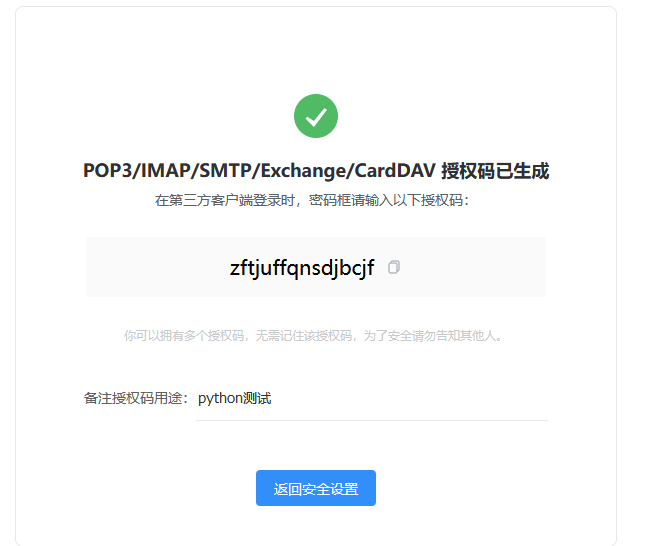 POP3/IMAP/SMTP/Exchange/CardDAV 授权码已生成
在第三方客户端登录时，密码框请输入以下授权码：
zftjuffqnsdjbcjf
你可以拥有多个授权码，无需记住该授权码，为了安全请勿告知其他人。
备注授权码用途： python测试
返回安全设置